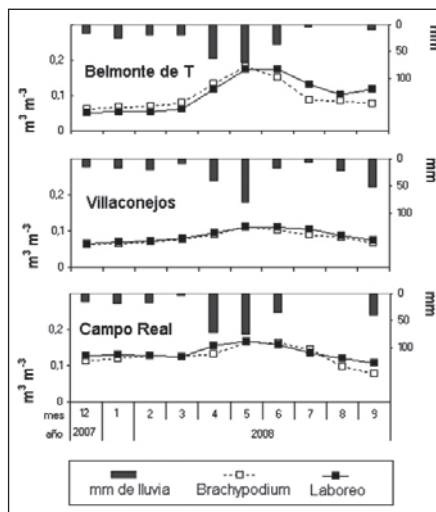 0,2
0,1
0
m³ m⁻³
Belmonte de T
0
50
100
mm
0,2
0,1
0
m³ m⁻³
Villaconejos
0
50
100
mm
0,2
0,1
0
m³ m⁻³
Campo Real
0
50
100
mm
mes 12 1 2 3 4 5 6 7 8 9
año 2007 2008
mm de lluvia Brachypodium Laboreo